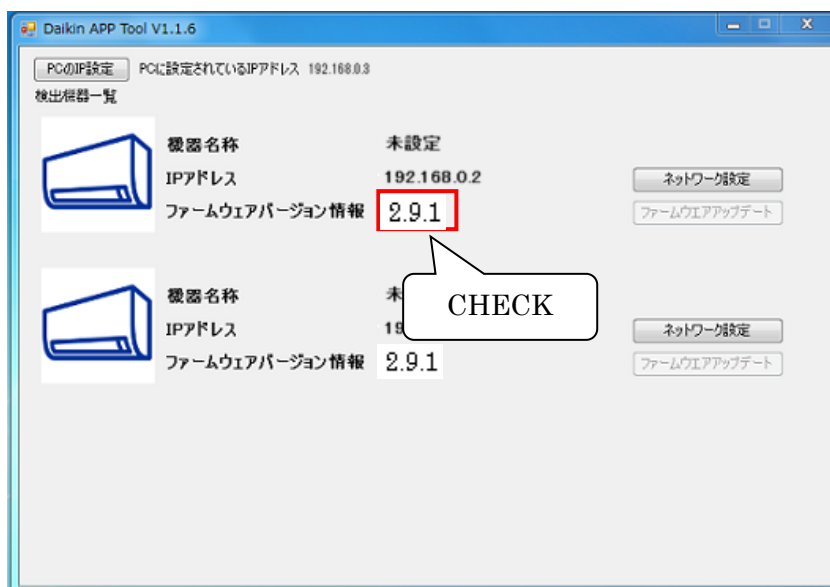 Daikin APP Tool V1.1.6
PCのIP設定 PCに設定されているIPアドレス 192.168.0.3
検出機器一覧
機器名称 未設定
IPアドレス 192.168.0.2 ネットワーク設定
ファームウェアバージョン情報 2.9.1 ファームウエアアップデート
CHECK
機器名称 未
IPアドレス 19 ネットワーク設定
ファームウェアバージョン情報 2.9.1 ファームウエアアップデート